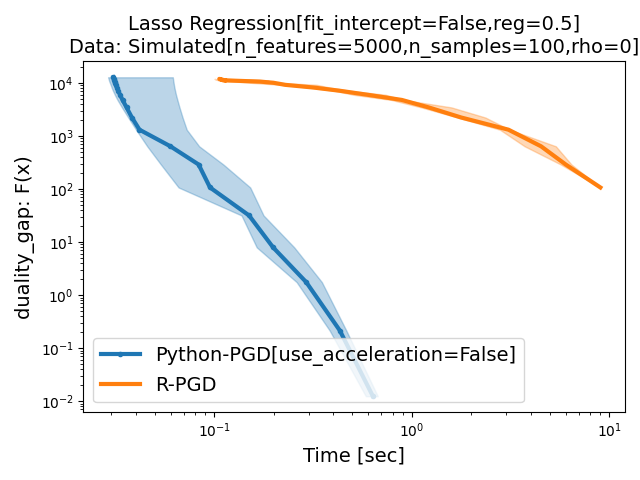 Lasso Regression[fit_intercept=False,reg=0.5]
Data: Simulated[n_features=5000,n_samples=100,rho=0]
duality_gap: F(x)
10⁴
10³
10²
10¹
10⁰
10⁻¹
10⁻²
Python-PGD[use_acceleration=False]
R-PGD
10⁻¹
10⁰
10¹
Time [sec]